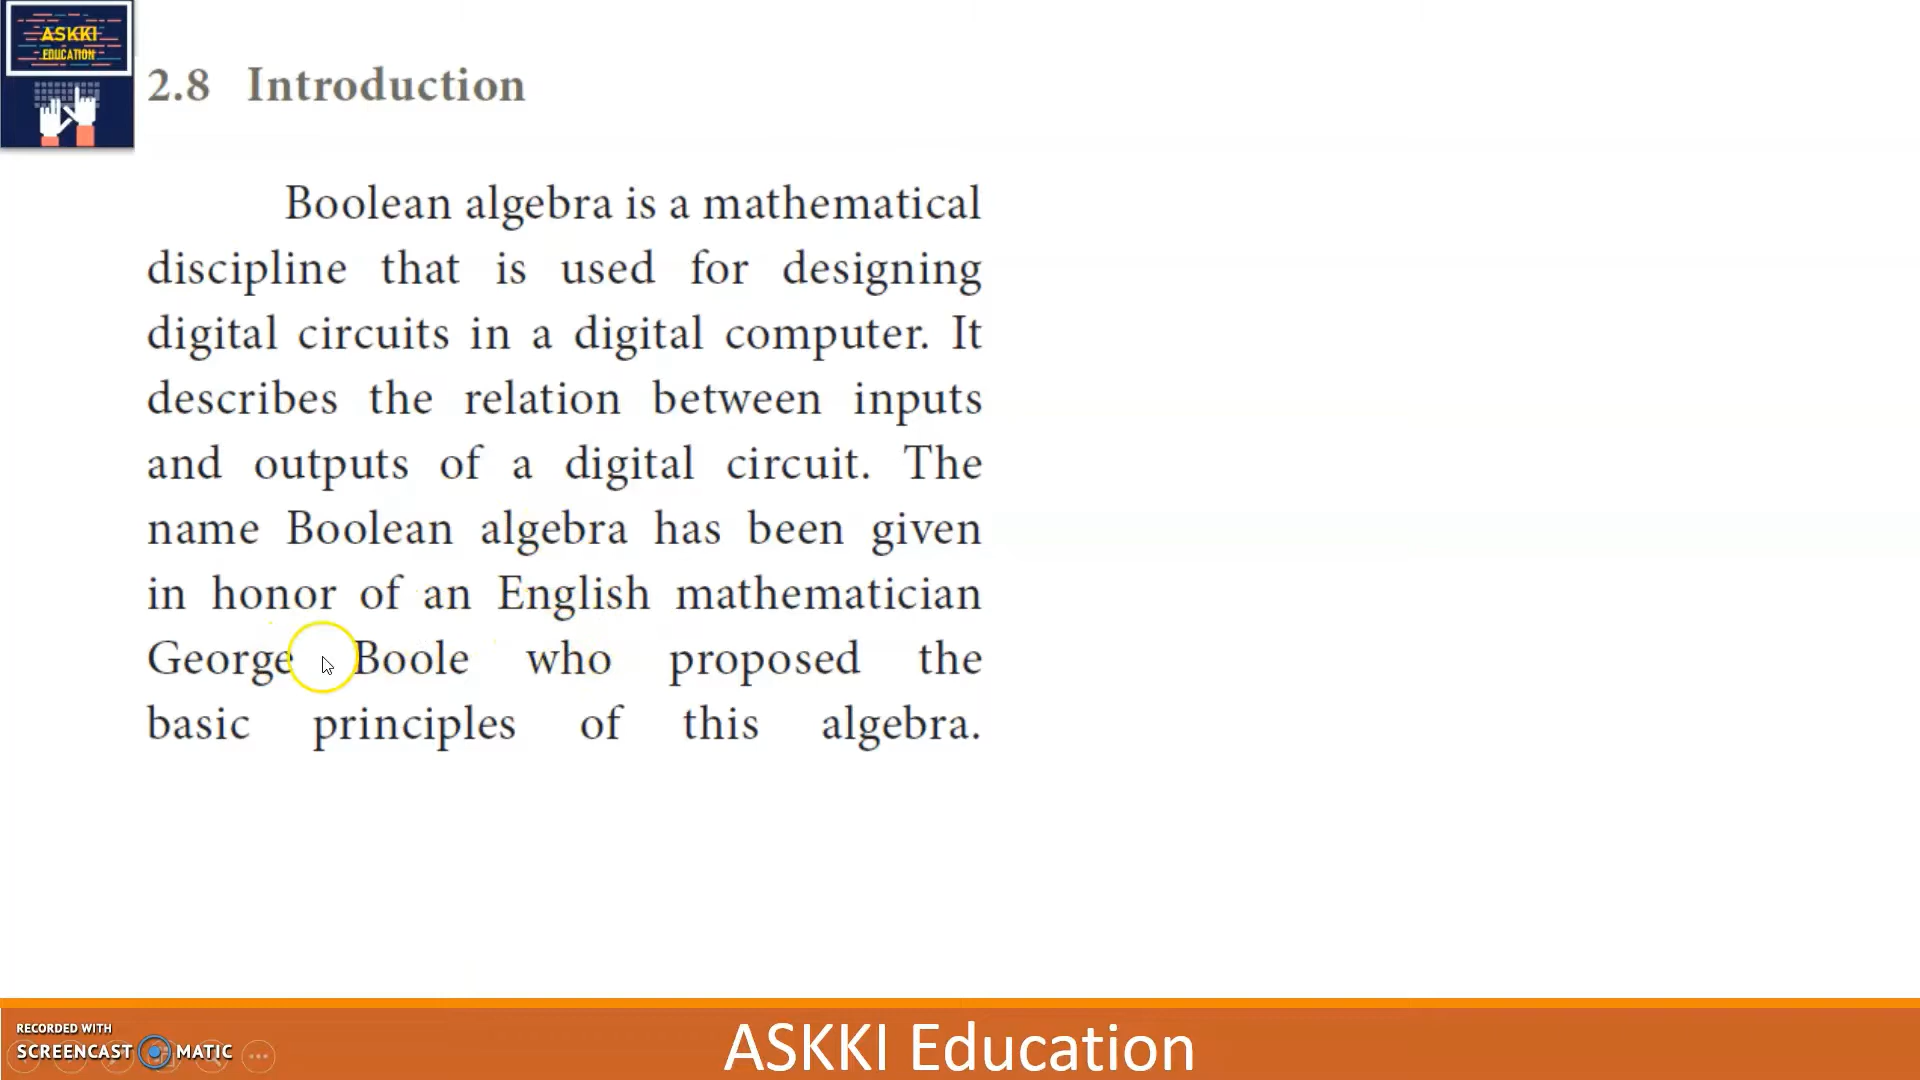 ASKKI
EDUCATION
2.8 Introduction
Boolean algebra is a mathematical
discipline that is used for designing
digital circuits in a digital computer. It
describes the relation between inputs
and outputs of a digital circuit. The
name Boolean algebra has been given
in honor of an English mathematician
George Boole who proposed the
basic principles of this algebra.
RECORDED WITH
SCREENCAST MATIC
ASKKI Education